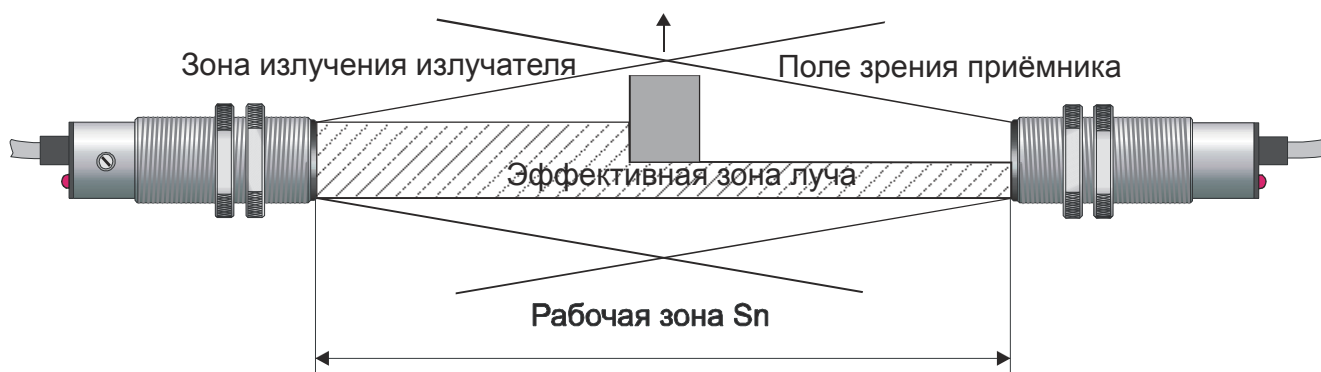 Зона излучения излучателя
Поле зрения приёмника
Эффективная зона луча
Рабочая зона Sn